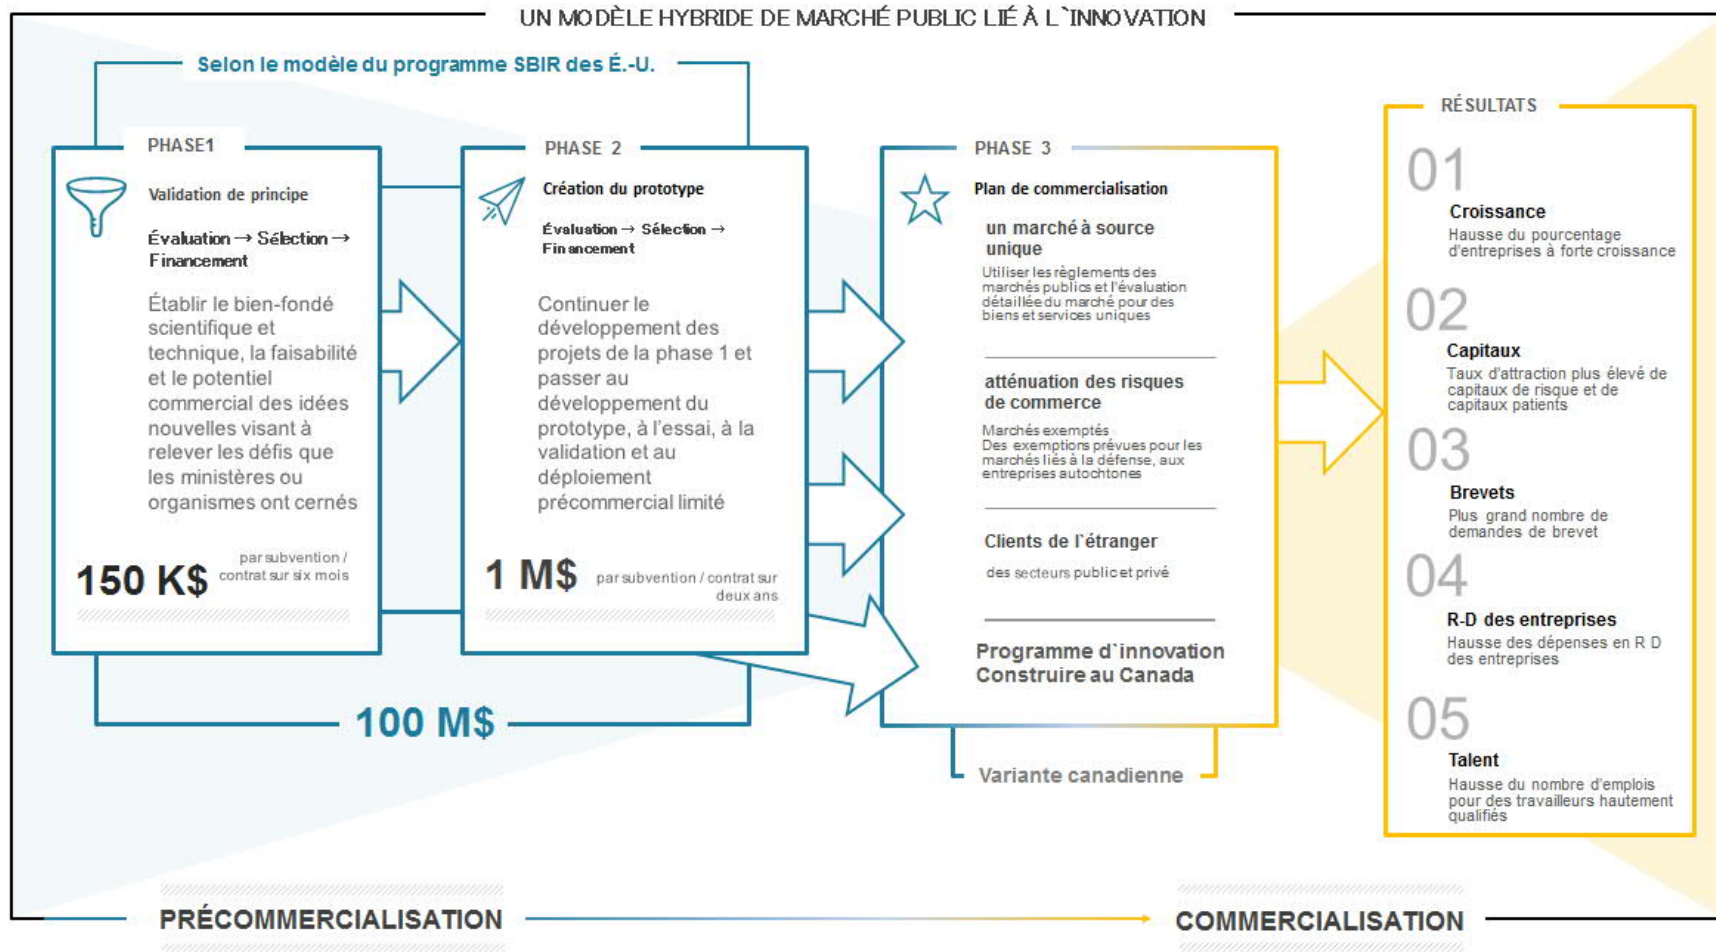 UN MODÈLE HYBRIDE DE MARCHÉ PUBLIC LIÉ À L`INNOVATION
Selon le modèle du programme SBIR des É.-U.
PHASE1
Validation de principe
Évaluation → Sélection →
Financement
Établir le bien-fondé
scientifique et
technique, la faisabilité
et le potentiel
commercial des idées
nouvelles visant à
relever les défis que
les ministères ou
organismes ont cernés
150 K$
par subvention /
contrat sur six mois
PHASE 2
Création du prototype
Évaluation → Sélection →
Financement
Continuer le
développement des
projets de la phase 1 et
passer au
développement du
prototype, à l’essai, à la
validation et au
déploiement
précommercial limité
1 M$
par subvention / contrat sur
deux ans
100 M$
PHASE 3
Plan de commercialisation
un marché à source
unique
Utiliser les règlements des
marchés publics et l'évaluation
détaillée du marché pour des
biens et services uniques
atténuation des risques
de commerce
Marchés exemptés
Des exemptions prévues pour les
marchés liés à la défense, aux
entreprises autochtones
Clients de l`étranger
des secteurs public et privé
Programme d`innovation
Construire au Canada
Variante canadienne
RÉSULTATS
01
Croissance
Hausse du pourcentage
d'entreprises à forte croissance
02
Capitaux
Taux d'attraction plus élevé de
capitaux de risque et de
capitaux patients
03
Brevets
Plus grand nombre de
demandes de brevet
04
R-D des entreprises
Hausse des dépenses en R D
des entreprises
05
Talent
Hausse du nombre d'emplois
pour des travailleurs hautement
qualifiés
PRÉCOMMERCIALISATION
COMMERCIALISATION